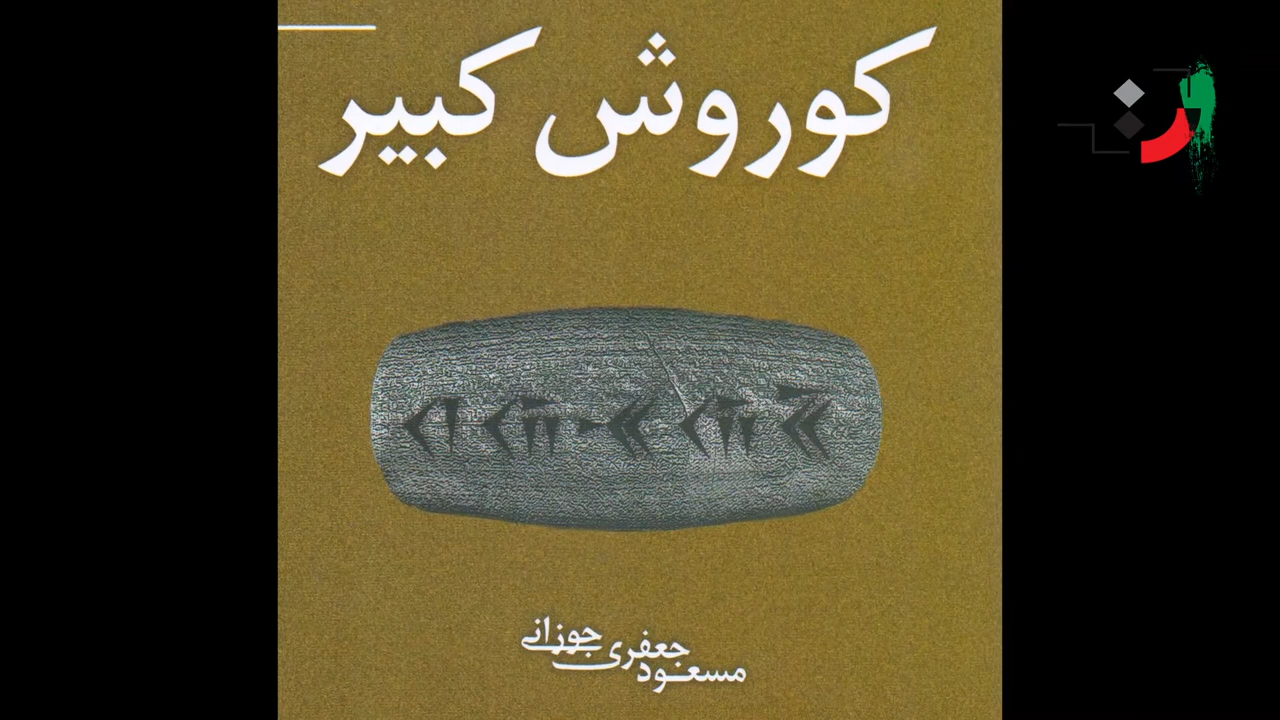 کوروش کبیر
مسعود
جعفری
جوزانی